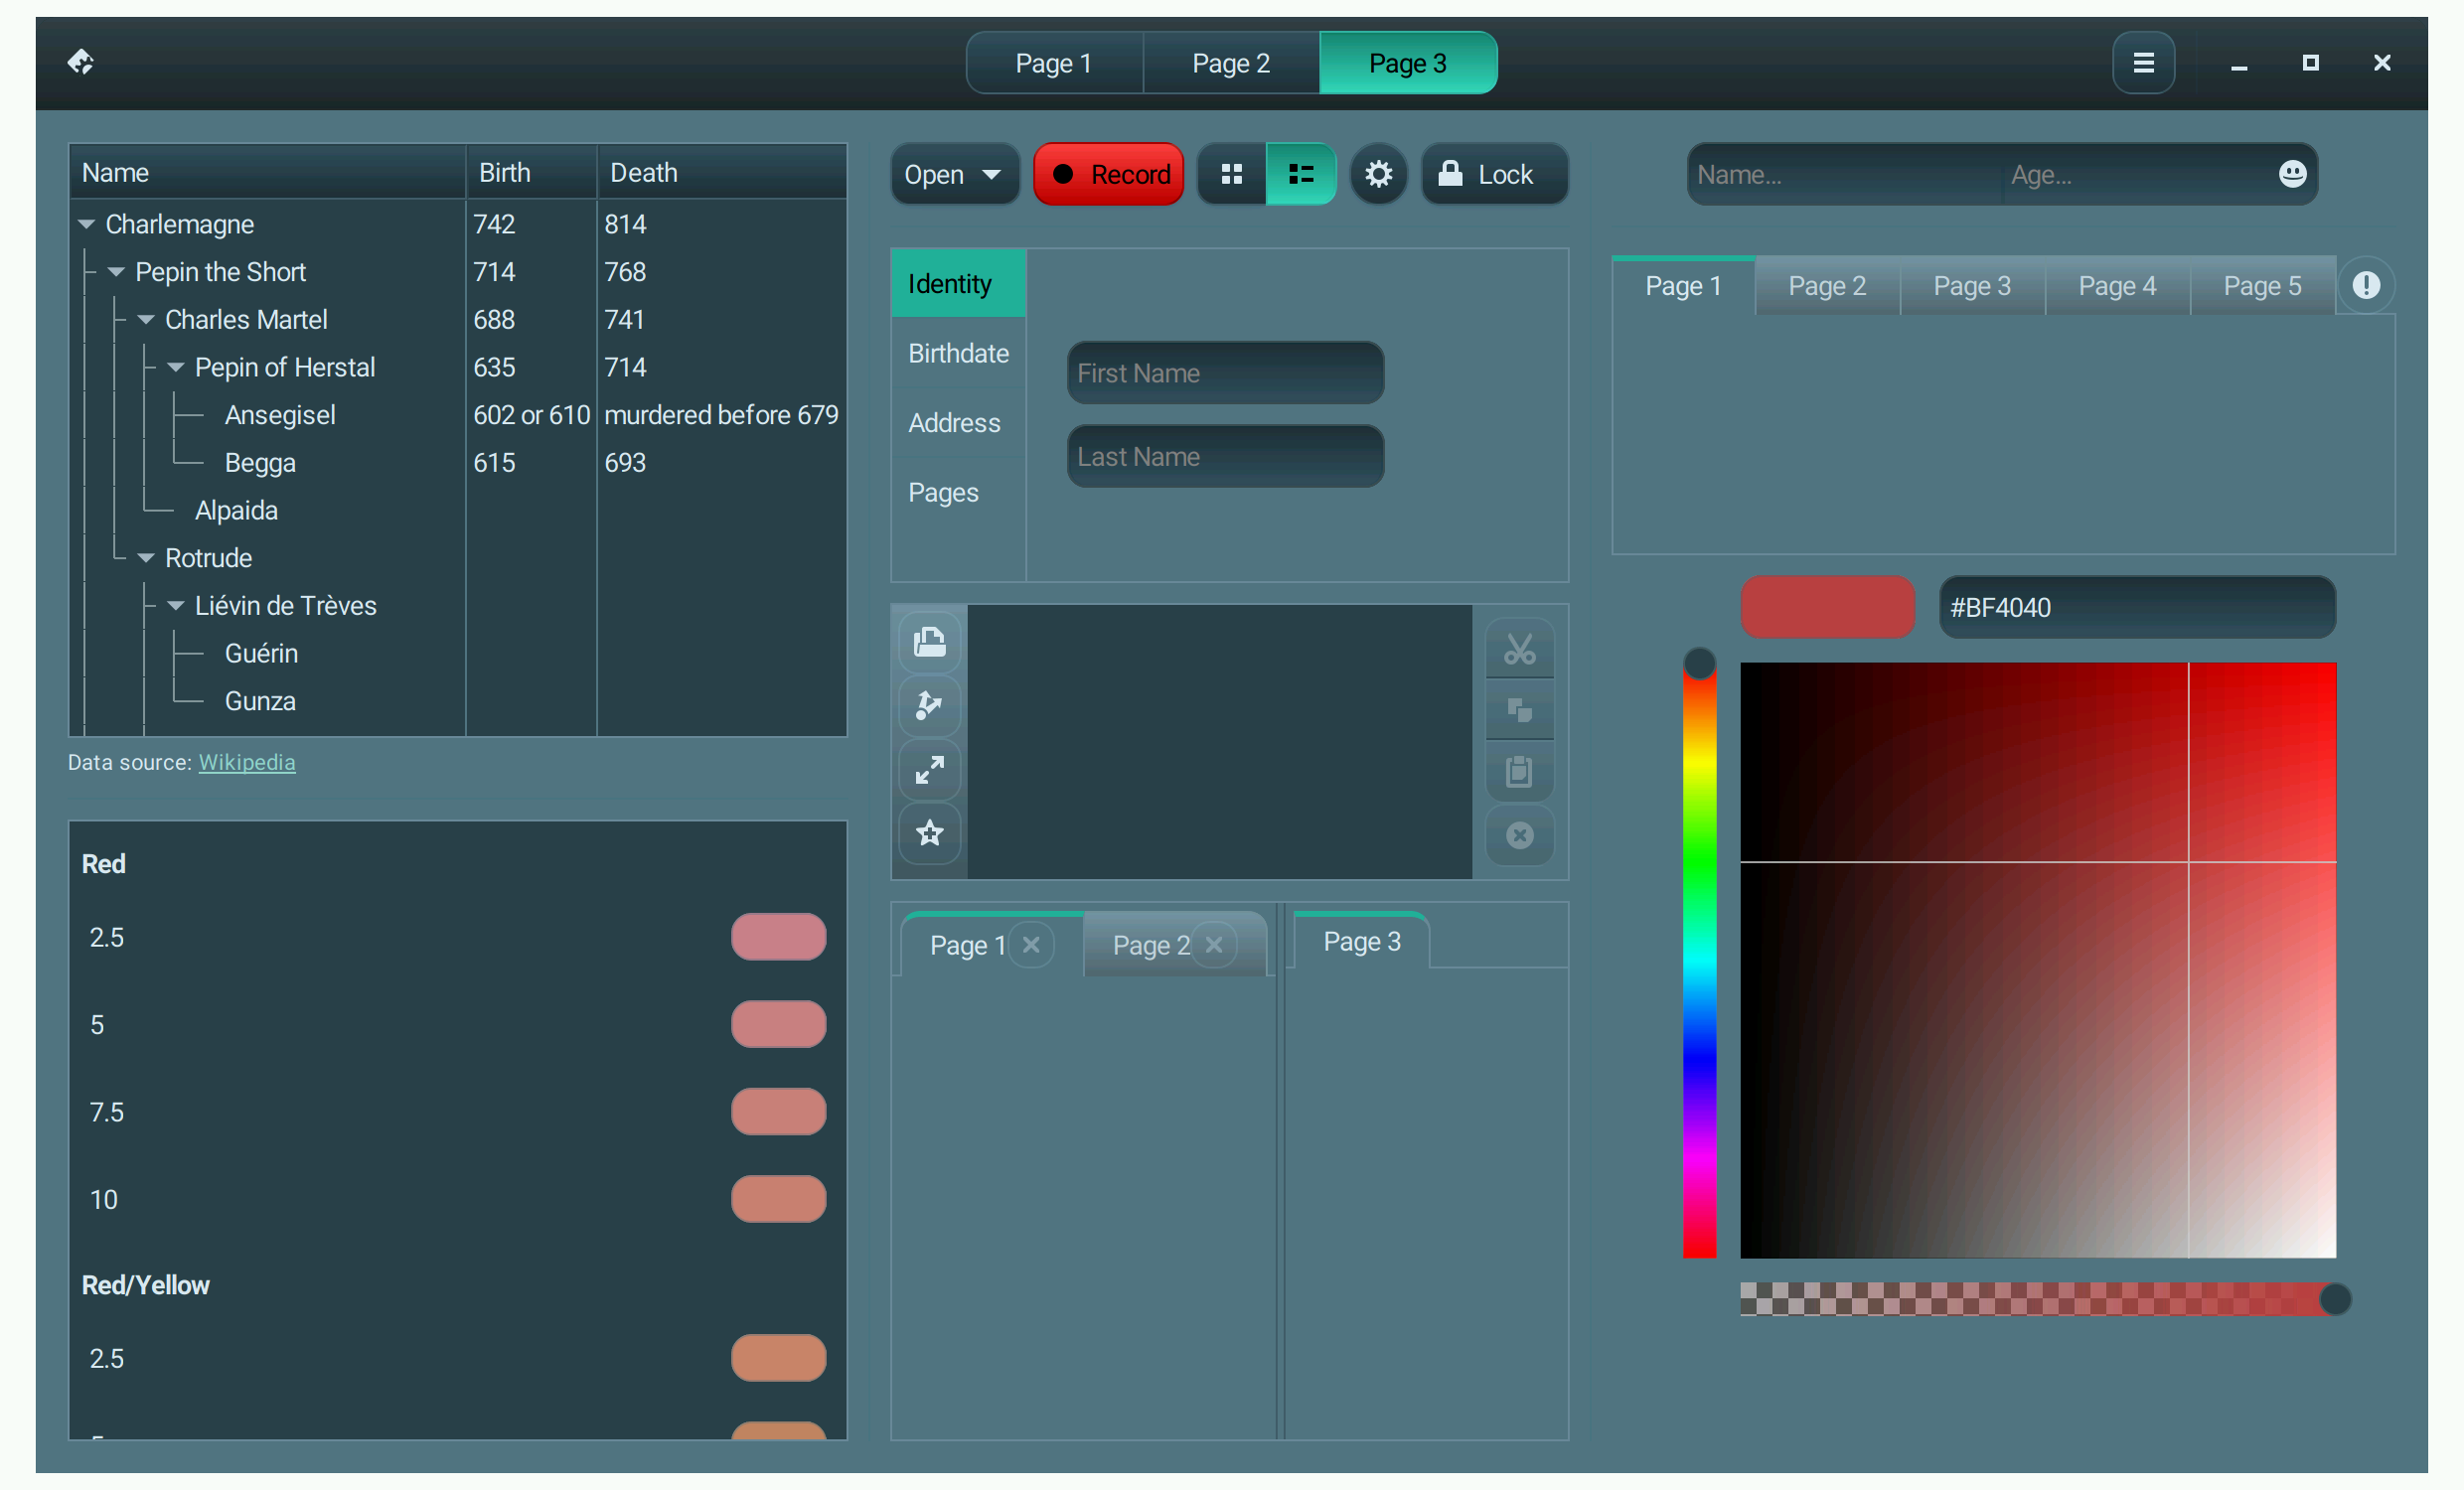 Page 1 Page 2 Page 3
Name Birth Death
Charlemagne 742 814
Pepin the Short 714 768
Charles Martel 688 741
Pepin of Herstal 635 714
Ansegisel 602 or 610 murdered before 679
Begga 615 693
Alpaida
Rotrude
Liévin de Trèves
Guérin
Gunza
Data source: Wikipedia
Red
2.5
5
7.5
10
Red/Yellow
2.5
Open Record Lock
Identity
Birthdate
Address
Pages
First Name
Last Name
Page 1 Page 2 Page 3
Name... Age...
Page 1 Page 2 Page 3 Page 4 Page 5
#BF4040